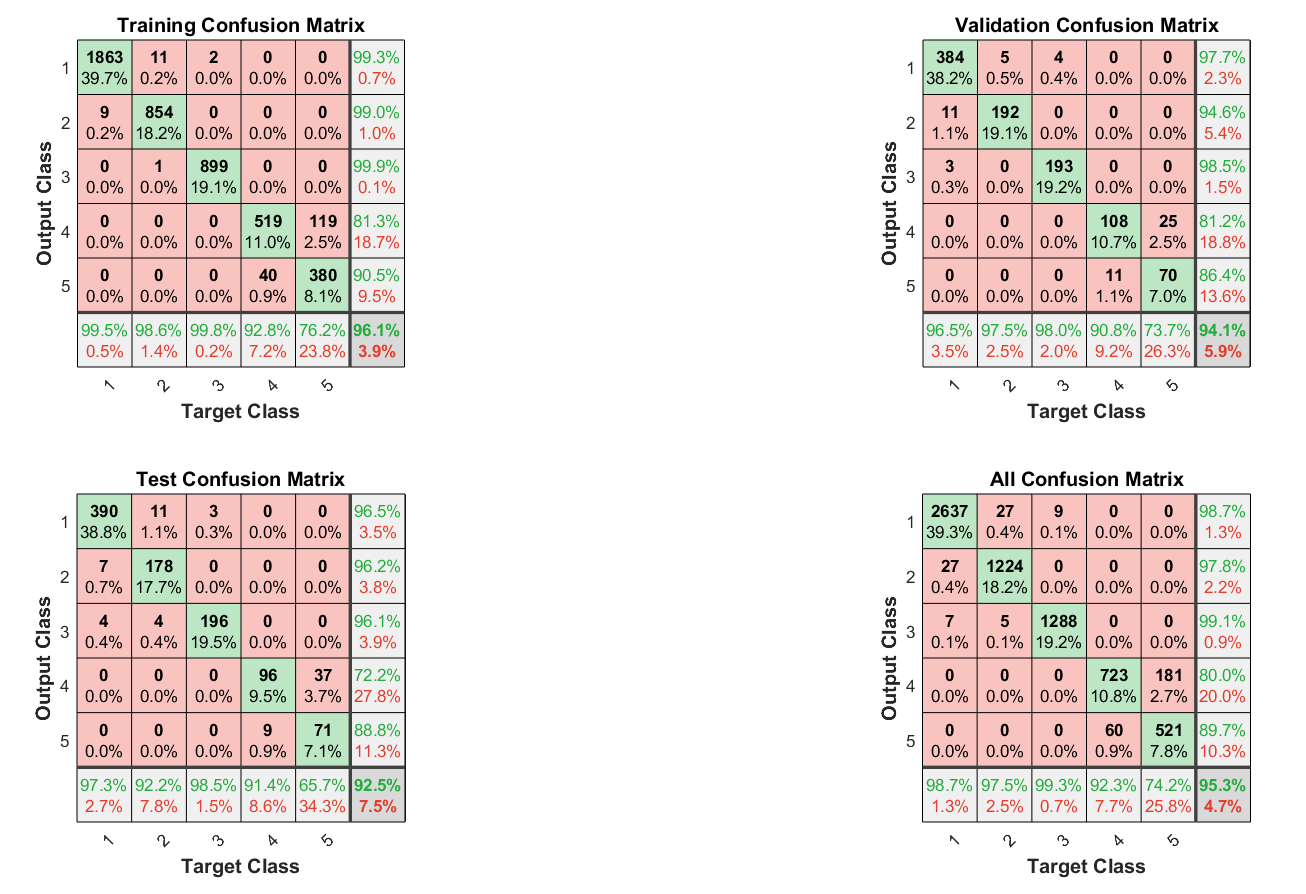 Training Confusion Matrix
1 1863 11 2 0 0 99.3%
39.7% 0.2% 0.0% 0.0% 0.0% 0.7%
2 9 854 0 0 0 99.0%
0.2% 18.2% 0.0% 0.0% 0.0% 1.0%
3 0 1 899 0 0 99.9%
0.0% 0.0% 19.1% 0.0% 0.0% 0.1%
4 0 0 0 519 119 81.3%
0.0% 0.0% 0.0% 11.0% 2.5% 18.7%
5 0 0 0 40 380 90.5%
0.0% 0.0% 0.0% 0.9% 8.1% 9.5%
99.5% 98.6% 99.8% 92.8% 76.2% 96.1%
0.5% 1.4% 0.2% 7.2% 23.8% 3.9%
1 2 3 4 5
Target Class
Output Class
Validation Confusion Matrix
1 384 5 4 0 0 97.7%
38.2% 0.5% 0.4% 0.0% 0.0% 2.3%
2 11 192 0 0 0 94.6%
1.1% 19.1% 0.0% 0.0% 0.0% 5.4%
3 3 0 193 0 0 98.5%
0.3% 0.0% 19.2% 0.0% 0.0% 1.5%
4 0 0 0 108 25 81.2%
0.0% 0.0% 0.0% 10.7% 2.5% 18.8%
5 0 0 0 11 70 86.4%
0.0% 0.0% 0.0% 1.1% 7.0% 13.6%
96.5% 97.5% 98.0% 90.8% 73.7% 94.1%
3.5% 2.5% 2.0% 9.2% 26.3% 5.9%
1 2 3 4 5
Target Class
Output Class
Test Confusion Matrix
1 390 11 3 0 0 96.5%
38.8% 1.1% 0.3% 0.0% 0.0% 3.5%
2 7 178 0 0 0 96.2%
0.7% 17.7% 0.0% 0.0% 0.0% 3.8%
3 4 4 196 0 0 96.1%
0.4% 0.4% 19.5% 0.0% 0.0% 3.9%
4 0 0 0 96 37 72.2%
0.0% 0.0% 0.0% 9.5% 3.7% 27.8%
5 0 0 0 9 71 88.8%
0.0% 0.0% 0.0% 0.9% 7.1% 11.3%
97.3% 92.2% 98.5% 91.4% 65.7% 92.5%
2.7% 7.8% 1.5% 8.6% 34.3% 7.5%
1 2 3 4 5
Target Class
Output Class
All Confusion Matrix
1 2637 27 9 0 0 98.7%
39.3% 0.4% 0.1% 0.0% 0.0% 1.3%
2 27 1224 0 0 0 97.8%
0.4% 18.2% 0.0% 0.0% 0.0% 2.2%
3 7 5 1288 0 0 99.1%
0.1% 0.1% 19.2% 0.0% 0.0% 0.9%
4 0 0 0 723 181 80.0%
0.0% 0.0% 0.0% 10.8% 2.7% 20.0%
5 0 0 0 60 521 89.7%
0.0% 0.0% 0.0% 0.9% 7.8% 10.3%
98.7% 97.5% 99.3% 92.3% 74.2% 95.3%
1.3% 2.5% 0.7% 7.7% 25.8% 4.7%
1 2 3 4 5
Target Class
Output Class